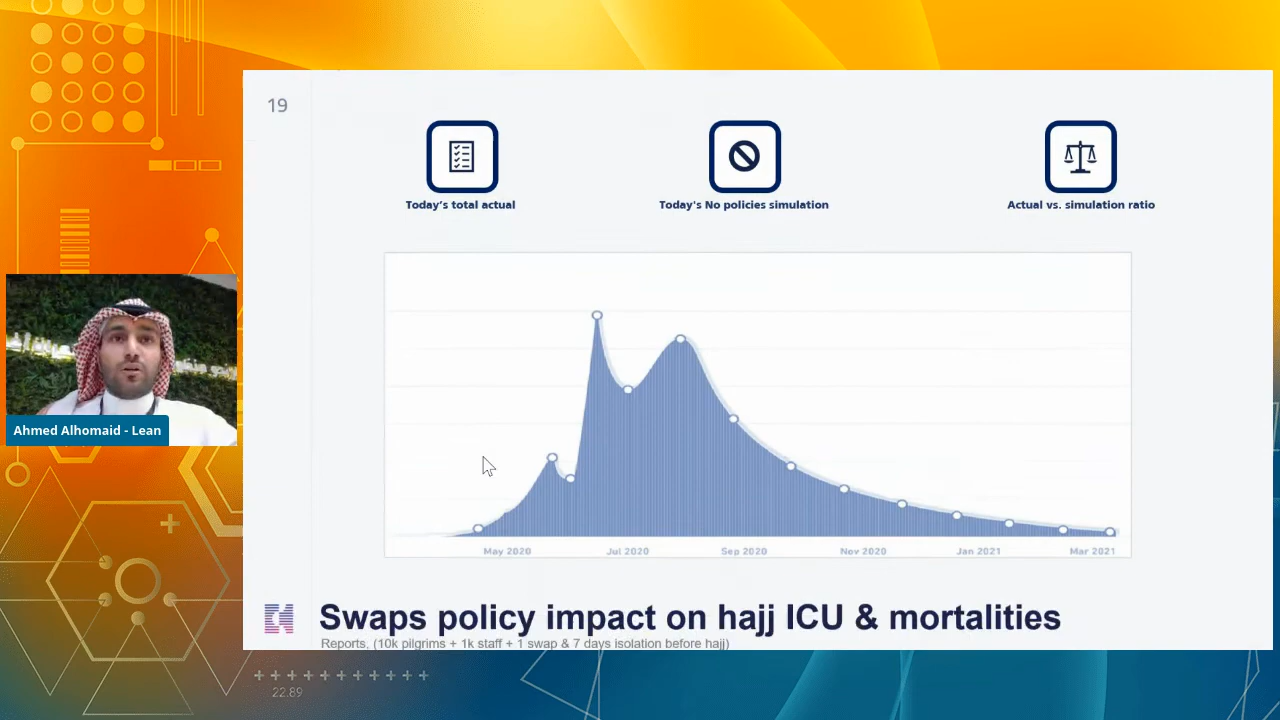 19
Today's total actual
Today's No policies simulation
Actual vs. simulation ratio
May 2020
Jul 2020
Sep 2020
Nov 2020
Jan 2021
Mar 2021
Swaps policy impact on hajj ICU & mortalities
Reports, (10k pilgrims + 1k staff + 1 swap & 7 days isolation before hajj)
Ahmed Alhomaid - Lean
22.89